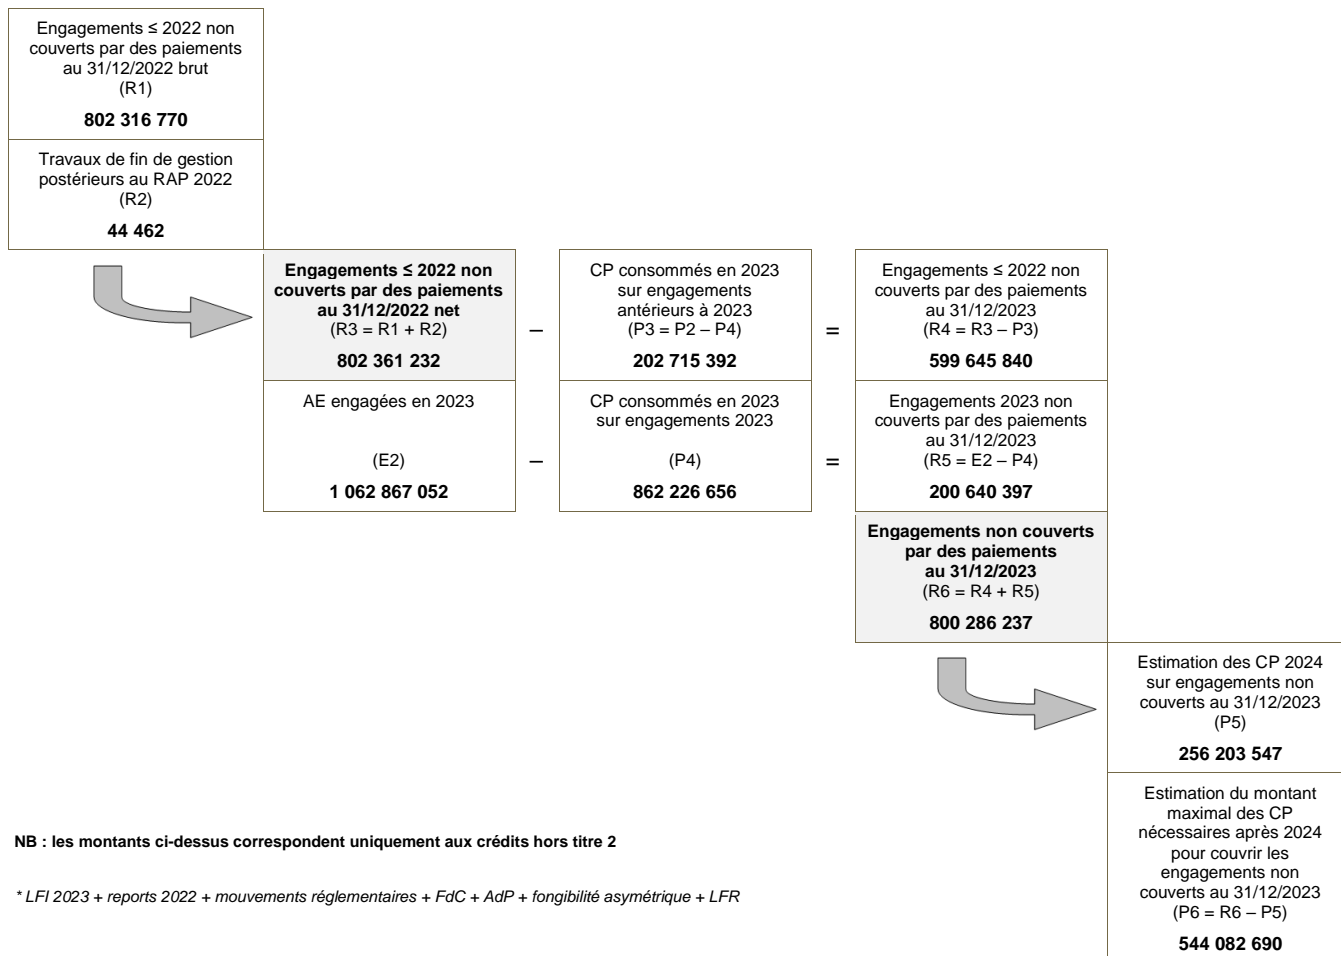 Engagements ≤ 2022 non
couverts par des paiements
au 31/12/2022 brut
(R1)
802 316 770
Travaux de fin de gestion
postérieurs au RAP 2022
(R2)
44 462
Engagements ≤ 2022 non
couverts par des paiements
au 31/12/2022 net
(R3 = R1 + R2)
802 361 232
–
CP consommés en 2023
sur engagements
antérieurs à 2023
(P3 = P2 – P4)
202 715 392
=
Engagements ≤ 2022 non
couverts par des paiements
au 31/12/2023
(R4 = R3 – P3)
599 645 840
AE engagées en 2023
(E2)
1 062 867 052
–
CP consommés en 2023
sur engagements 2023
(P4)
862 226 656
=
Engagements 2023 non
couverts par des paiements
au 31/12/2023
(R5 = E2 – P4)
200 640 397
Engagements non couverts
par des paiements
au 31/12/2023
(R6 = R4 + R5)
800 286 237
Estimation des CP 2024
sur engagements non
couverts au 31/12/2023
(P5)
256 203 547
Estimation du montant
maximal des CP
nécessaires après 2024
pour couvrir les
engagements non
couverts au 31/12/2023
(P6 = R6 – P5)
544 082 690
NB : les montants ci-dessus correspondent uniquement aux crédits hors titre 2
* LFI 2023 + reports 2022 + mouvements réglementaires + FdC + AdP + fongibilité asymétrique + LFR